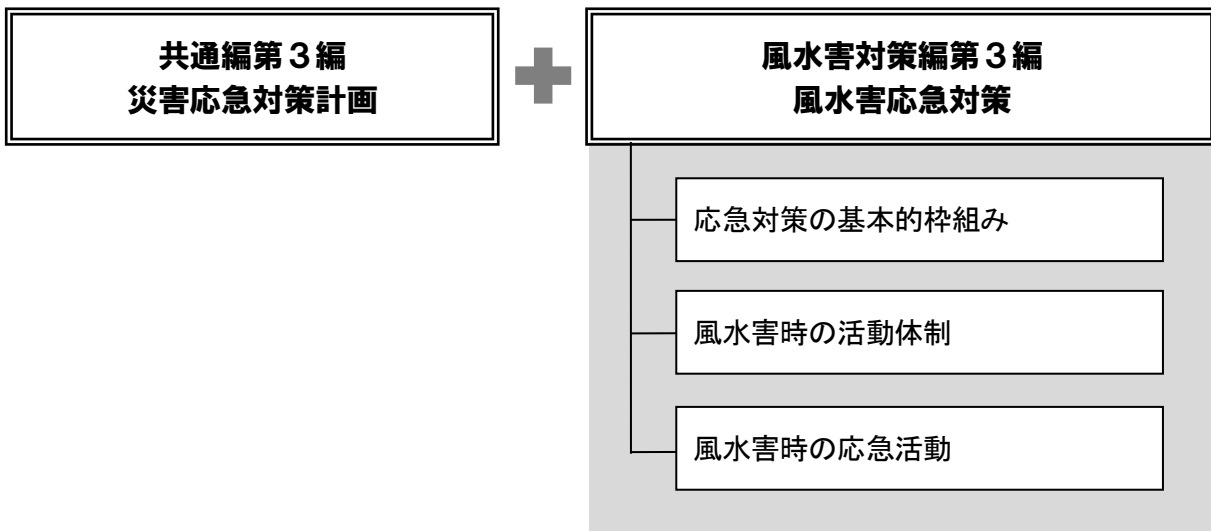 共通編第３編
災害応急対策計画
風水害対策編第３編
風水害応急対策
応急対策の基本的枠組み
風水害時の活動体制
風水害時の応急活動